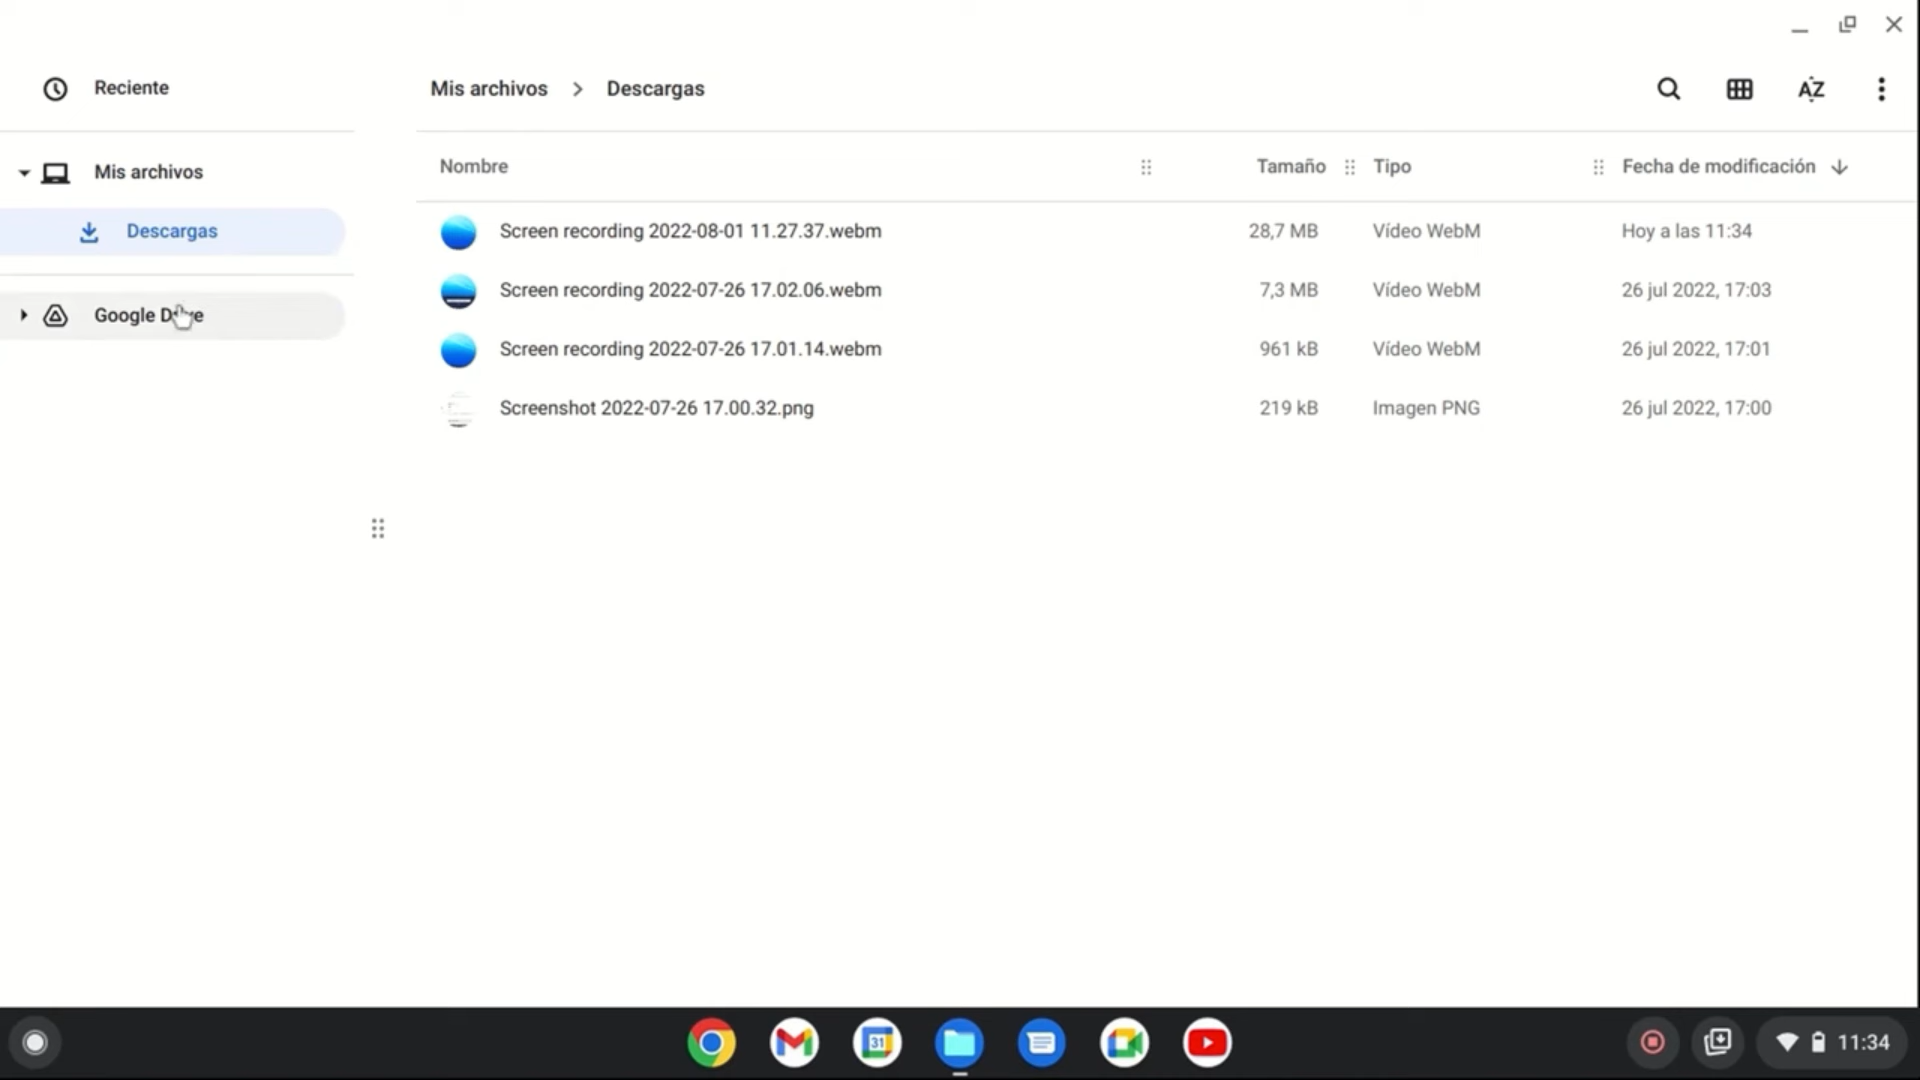 Reciente
Mis archivos
Descargas
Google Drive
Mis archivos > Descargas
AZ
Nombre Tamaño Tipo Fecha de modificación
Screen recording 2022-08-01 11.27.37.webm 28,7 MB Vídeo WebM Hoy a las 11:34
Screen recording 2022-07-26 17.02.06.webm 7,3 MB Vídeo WebM 26 jul 2022, 17:03
Screen recording 2022-07-26 17.01.14.webm 961 kB Vídeo WebM 26 jul 2022, 17:01
Screenshot 2022-07-26 17.00.32.png 219 kB Imagen PNG 26 jul 2022, 17:00
31
11:34